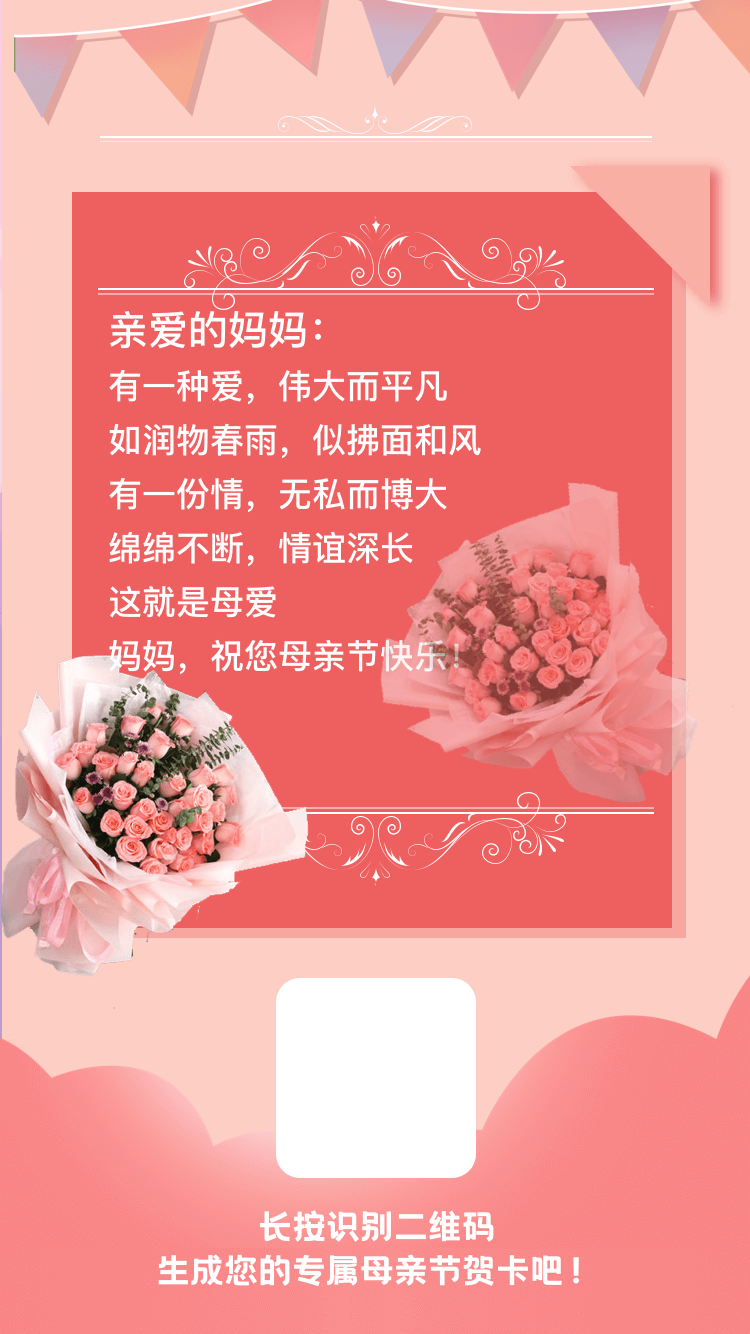 亲爱的妈妈：
有一种爱，伟大而平凡
如润物春雨，似拂面和风
有一份情，无私而博大
绵绵不断，情谊深长
这就是母爱
妈妈，祝您母亲节快乐！
长按识别二维码
生成您的专属母亲节贺卡吧！